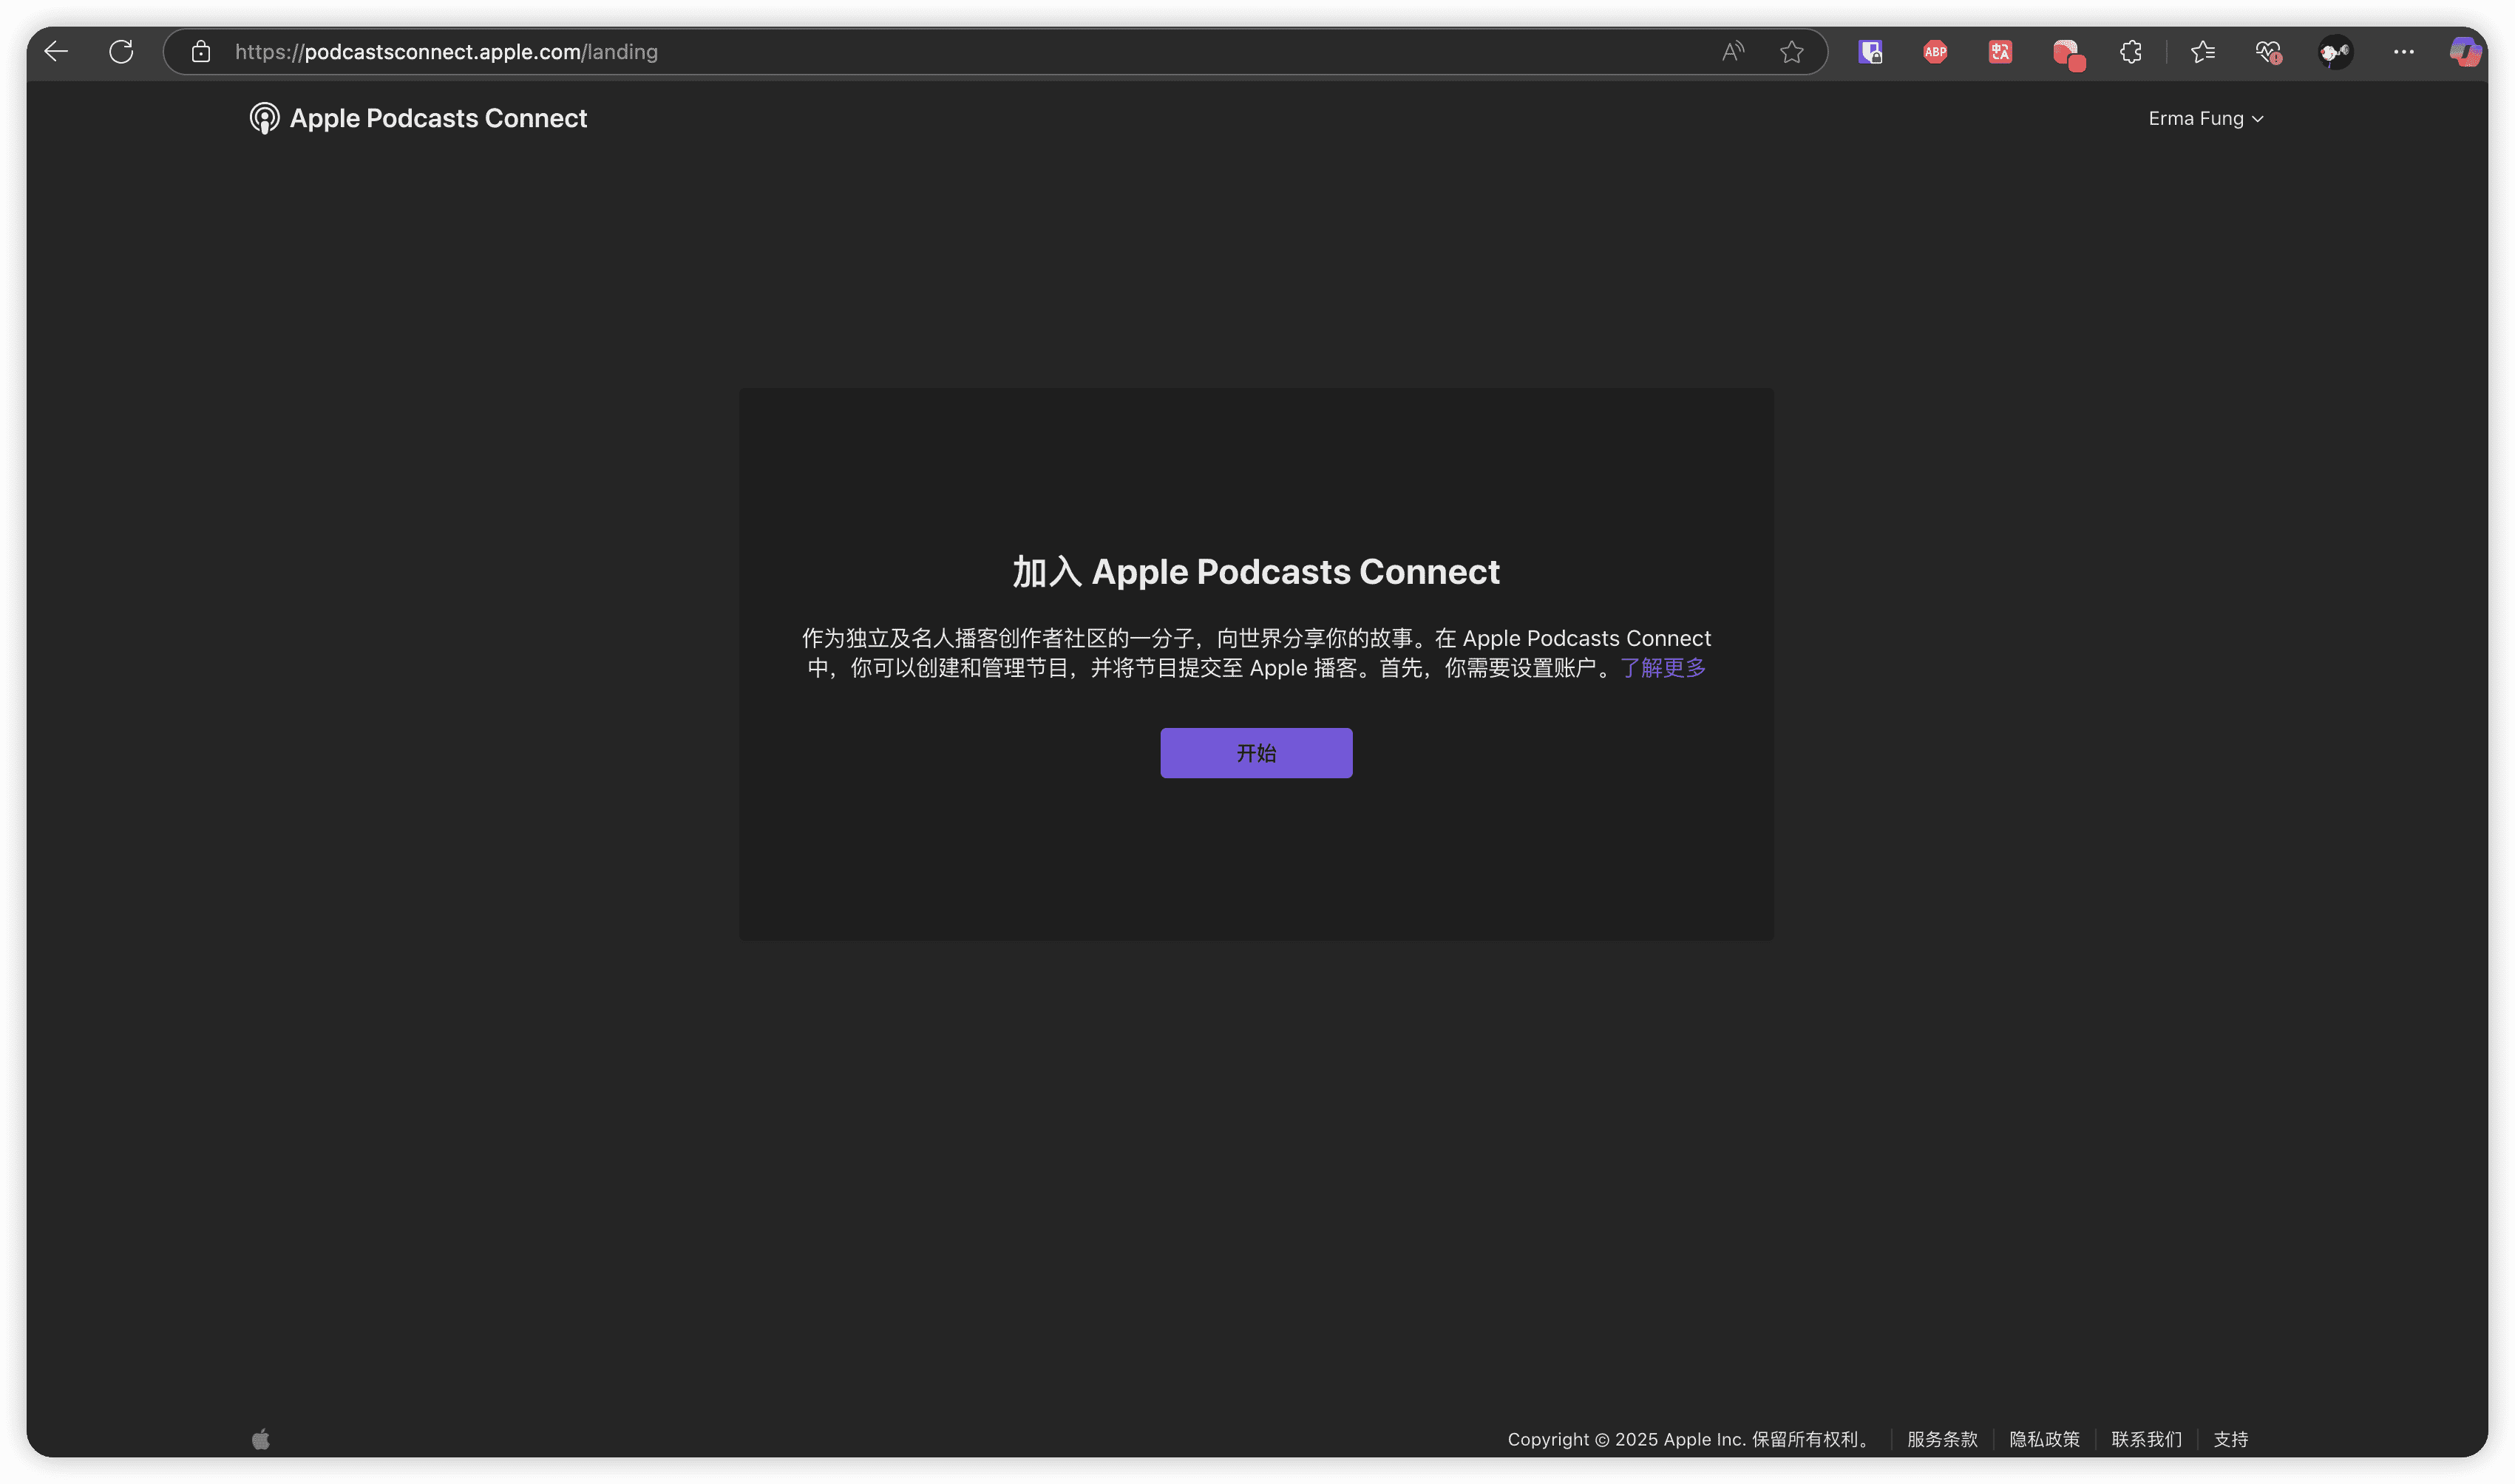 https://podcastsconnect.apple.com/landing
ABP
Apple Podcasts Connect
Erma Fung
加入 Apple Podcasts Connect
作为独立及名人播客创作者社区的一分子，向世界分享你的故事。在 Apple Podcasts Connect
中，你可以创建和管理节目，并将节目提交至 Apple 播客。首先，你需要设置账户。了解更多
开始
Copyright © 2025 Apple Inc. 保留所有权利。 服务条款 隐私政策 联系我们 支持